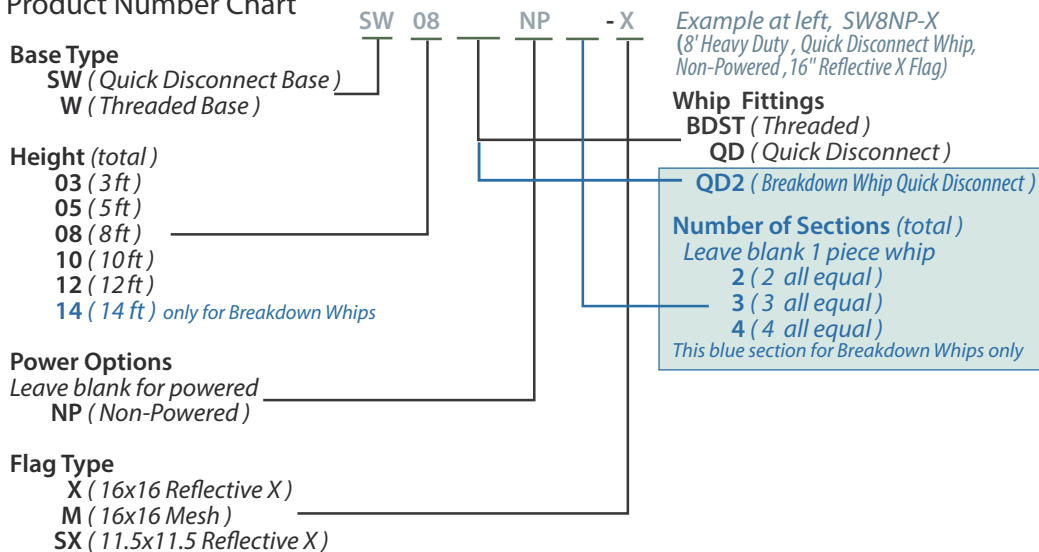 Product Number Chart
SW 08 NP - X
Example at left, SW8NP-X
(8' Heavy Duty , Quick Disconnect Whip,
Non-Powered ,16" Reflective X Flag)
Base Type
SW ( Quick Disconnect Base )
W ( Threaded Base )
Height (total )
03 ( 3 ft )
05 ( 5 ft )
08 ( 8 ft )
10 ( 10 ft )
12 ( 12 ft )
14 ( 14 ft ) only for Breakdown Whips
Power Options
Leave blank for powered
NP ( Non-Powered )
Flag Type
X ( 16x16 Reflective X )
M ( 16x16 Mesh )
SX ( 11.5x11.5 Reflective X )
Whip Fittings
BDST ( Threaded )
QD ( Quick Disconnect )
QD2 ( Breakdown Whip Quick Disconnect )
Number of Sections (total )
Leave blank 1 piece whip
2 ( 2 all equal )
3 ( 3 all equal )
4 ( 4 all equal )
This blue section for Breakdown Whips only